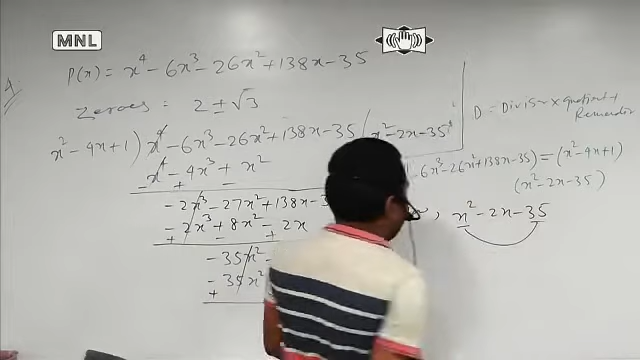 MNL
4
P(x) = x⁴ - 6x³ - 26x² + 138x - 35
Zeroes: 2 ± √3
x² - 4x + 1 ) x⁴ - 6x³ - 26x² + 138x - 35 ( x² - 2x - 35
x⁴ - 4x³ + x²
- + -
- 2x³ - 27x² + 138x - 3
- 2x³ + 8x² - 2x
+ - +
- 35x² -
- 35x²
+
D = Divisor x quotient +
Remainder
- 6x³ - 26x² + 138x - 35) = (x² - 4x + 1)
(x² - 2x - 35)
, x² - 2x - 35